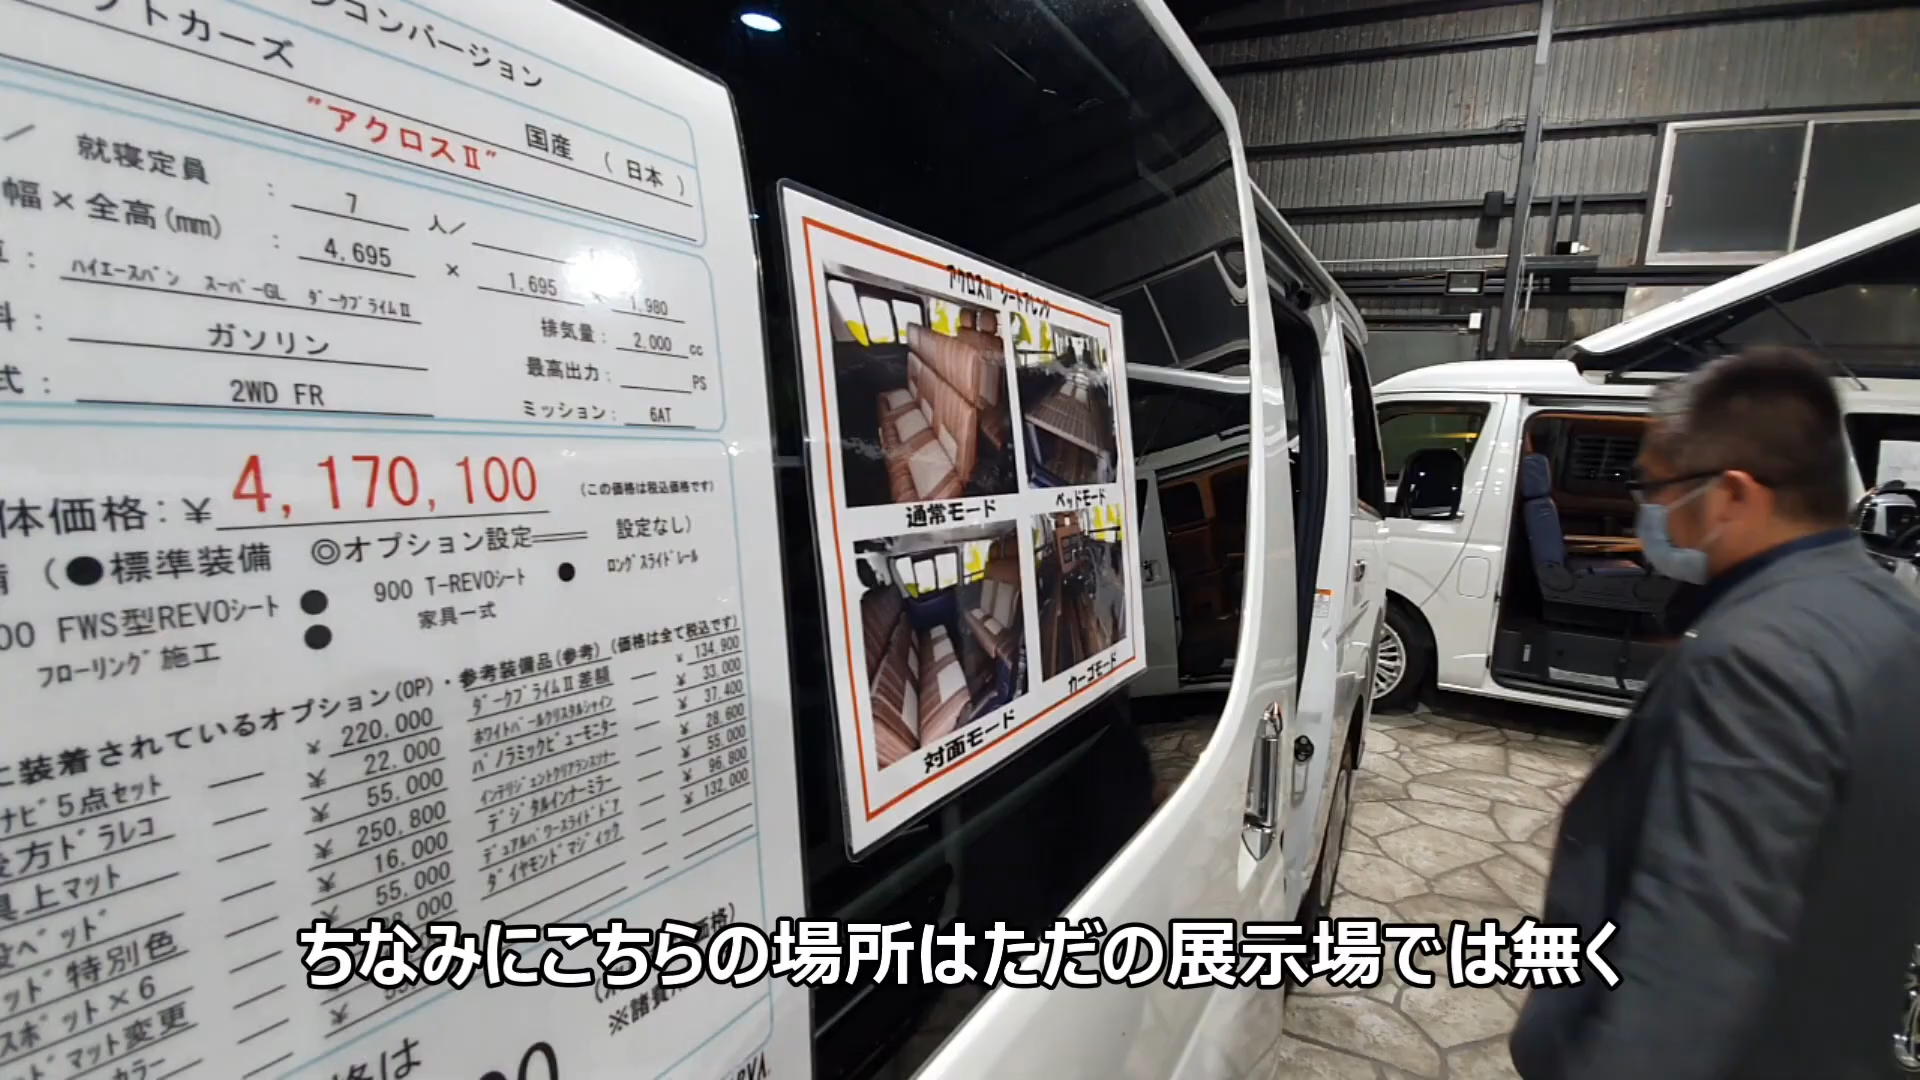 コンバージョン
トカーズ
"アクロスⅡ"
国産 ( 日本 )
就寝定員 : 7 人/
幅×全高(mm) : 4,695 × 1,695 × 1,980
ハイエースバン スーパーGL ダークプライムⅡ
料 : ガソリン
排気量 : 2,000 cc
式 : 2WD FR
最高出力 : PS
ミッション : 6AT
体価格:¥ 4,170,100 (この価格は税込価格です)
(●標準装備 ◎オプション設定 設定なし)
00 FWS型REVOシート ● 900 T-REVOシート ● ロングスライドレール
フローリング施工 ● 家具一式
に装着されているオプション(OP)・参考装備品(参考)(価格は全て税込です)
ナビ5点セット ¥ 220,000
ダークプライムⅡ差額 ¥ 134,900
後方ドラレコ ¥ 22,000
ホワイトパールクリスタルシャイン ¥ 33,000
上マット ¥ 55,000
パノラミックビューモニター ¥ 37,400
ベッド ¥ 250,800
インテリジェントクリアランスソナー ¥ 28,600
ッド特別色 ¥ 16,000
デジタルインナーミラー ¥ 55,000
スポット×6 ¥ 55,000
デュアルパワースライドドア ¥ 96,800
マット変更
ダイヤモンドマジィック ¥ 132,000
カラー
※諸費
格は
アクロスⅡ シートアレンジ
通常モード
ベッドモード
対面モード
カーゴモード
ちなみにこちらの場所はただの展示場では無く